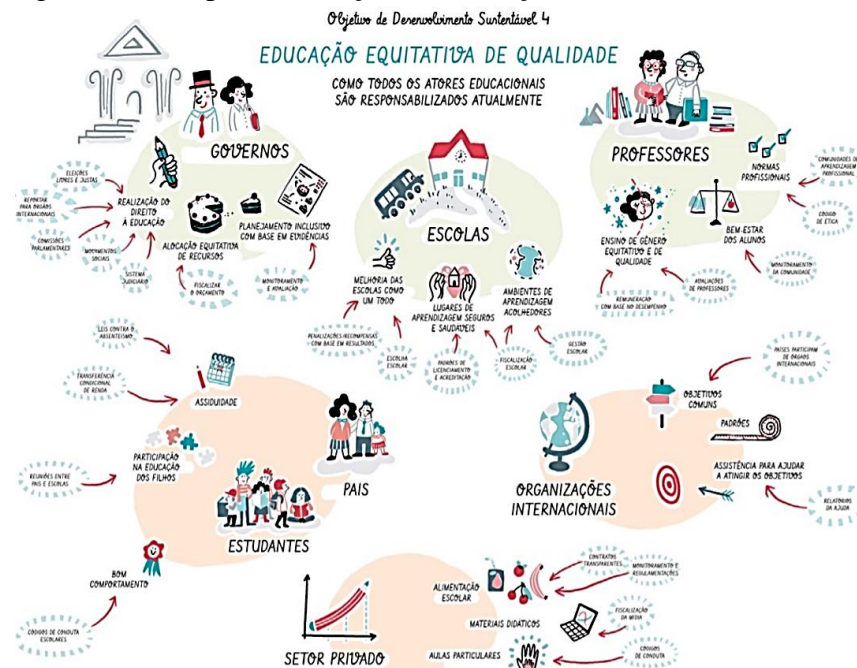 Objetivo de Desenvolvimento Sustentável 4
EDUCAÇÃO EQUITATIVA DE QUALIDADE
COMO TODOS OS ATORES EDUCACIONAIS
SÃO RESPONSABILIZADOS ATUALMENTE
GOVERNOS
ELEIÇÕES
LIVRES E JUSTAS
REPORTAR
PARA ÓRGÃOS
INTERNACIONAIS
COMISSÕES
PARLAMENTARES
MOVIMENTOS
SOCIAIS
SISTEMA
JUDICIÁRIO
REALIZAÇÃO DO
DIREITO
À EDUCAÇÃO
ALOCAÇÃO EQUITATIVA
DE RECURSOS
FISCALIZAR
O ORÇAMENTO
PLANEJAMENTO INCLUSIVO
COM BASE EM EVIDÊNCIAS
MONITORAMENTO
E AVALIAÇÃO
ESCOLAS
MELHORIA DAS
ESCOLAS COMO
UM TODO
PENALIZAÇÕES/RECOMPENSAS
COM BASE EM RESULTADOS
ESCOLHA
ESCOLAR
LUGARES DE
APRENDIZAGEM SEGUROS
E SAUDÁVEIS
PADRÕES DE
LICENCIAMENTO
E ACREDITAÇÃO
FISCALIZAÇÃO
ESCOLAR
AMBIENTES DE
APRENDIZAGEM
ACOLHEDORES
GESTÃO
ESCOLAR
PROFESSORES
NORMAS
PROFISSIONAIS
COMUNIDADES DE
APRENDIZAGEM
PROFISSIONAL
CÓDIGO
DE ÉTICA
ENSINO DE GÊNERO
EQUITATIVO E DE
QUALIDADE
BEM-ESTAR
DOS ALUNOS
MONITORAMENTO
DA COMUNIDADE
AVALIAÇÕES
DE PROFESSORES
REMUNERAÇÃO
COM BASE NO DESEMPENHO
LEIS CONTRA O
ABSENTEÍSMO
TRANSFERÊNCIA
CONDICIONAL
DE RENDA
ASSIDUIDADE
PARTICIPAÇÃO
NA EDUCAÇÃO
DOS FILHOS
REUNIÕES ENTRE
PAIS E ESCOLAS
PAIS
ESTUDANTES
BOM
COMPORTAMENTO
CÓDIGOS DE CONDUTA
ESCOLARES
ORGANIZAÇÕES
INTERNACIONAIS
PAÍSES PARTICIPAM
DE ÓRGÃOS
INTERNACIONAIS
OBJETIVOS
COMUNS
PADRÕES
ASSISTÊNCIA PARA AJUDAR
A ATINGIR OS OBJETIVOS
RELATÓRIOS
DA AJUDA
SETOR PRIVADO
ALIMENTAÇÃO
ESCOLAR
CONTRATOS
TRANSPARENTES
MONITORAMENTO E
REGULAMENTAÇÕES
MATERIAIS DIDÁTICOS
FISCALIZAÇÃO
DA MÍDIA
AULAS PARTICULARES
CÓDIGOS
DE CONDUTA